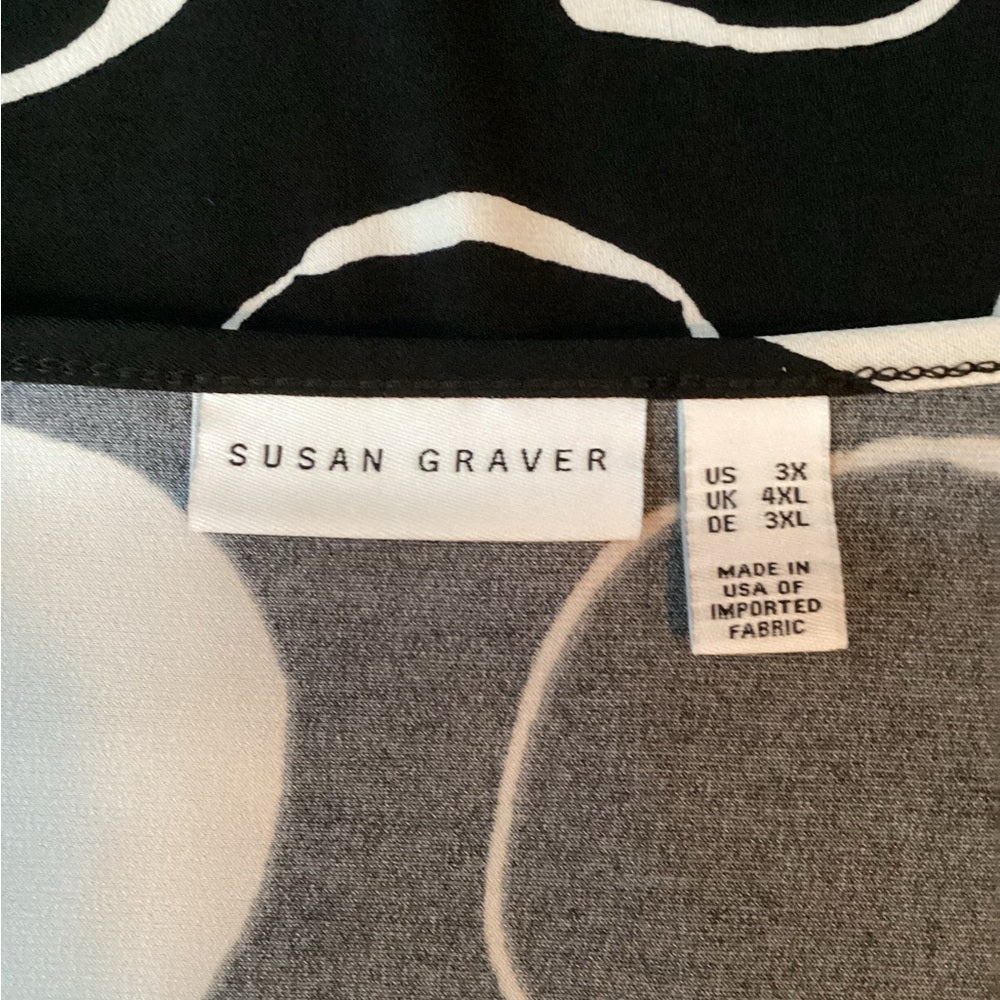 SUSAN GRAVER
US 3X
UK 4XL
DE 3XL
MADE IN
USA OF
IMPORTED
FABRIC